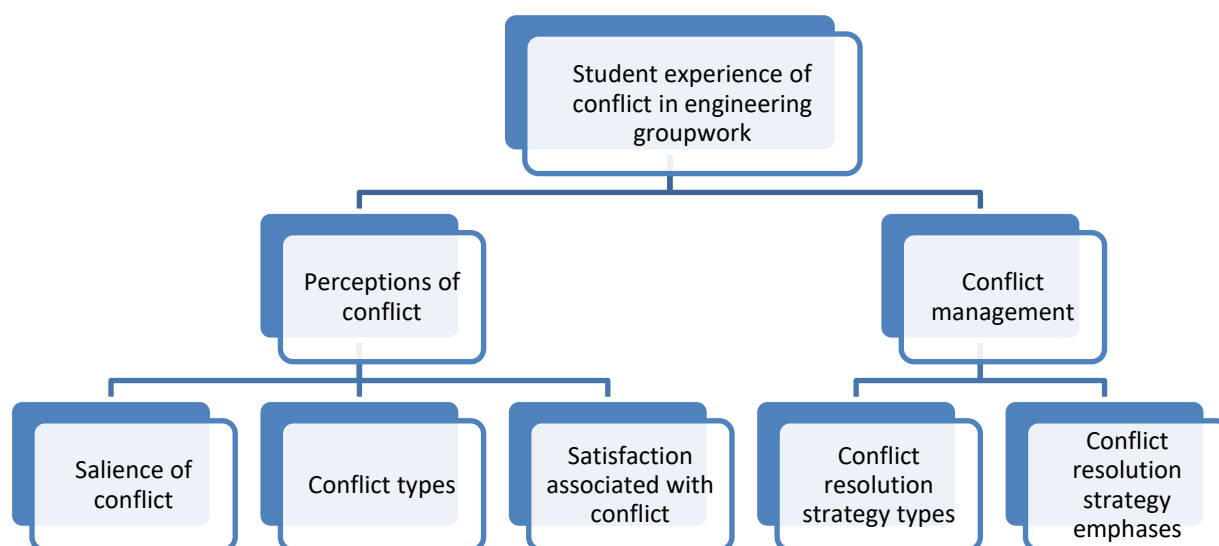 Student experience of
conflict in engineering
groupwork
Perceptions of
conflict
Conflict
management
Salience of
conflict
Conflict types
Satisfaction
associated with
conflict
Conflict
resolution
strategy types
Conflict
resolution
strategy
emphases